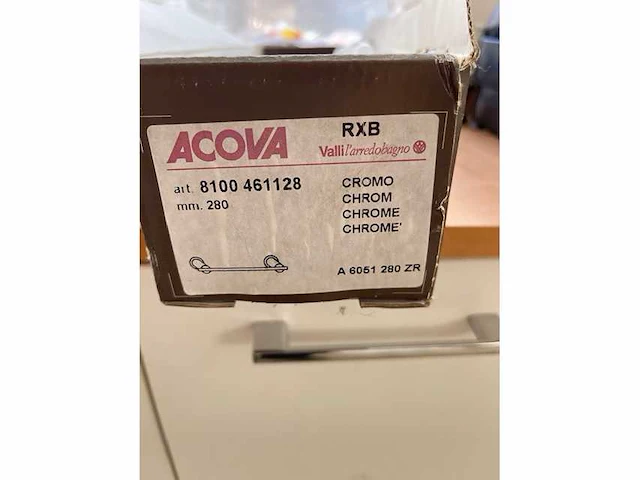 ACOVA
RXB
Valli l'arredobagno
art. 8100 461128
mm. 280
CROMO
CHROM
CHROME
CHROME'
A 6051 280 ZR